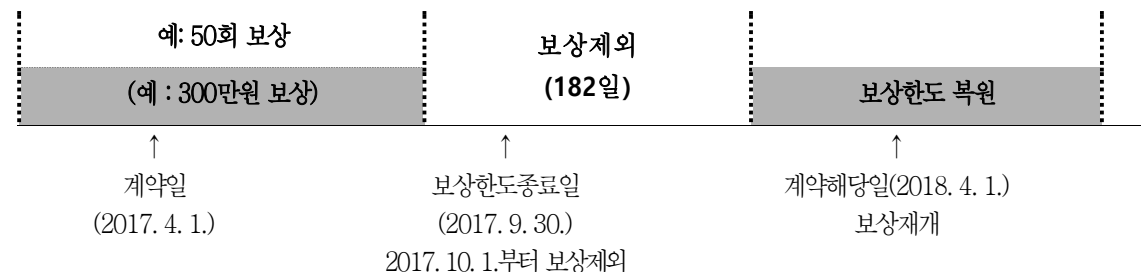 예: 50회 보상
(예 : 300만원 보상)
보상제외
(182일)
보상한도 복원
↑
계약일
(2017. 4. 1.)
↑
보상한도종료일
(2017. 9. 30.)
2017. 10. 1.부터 보상제외
↑
계약해당일(2018. 4. 1.)
보상재개